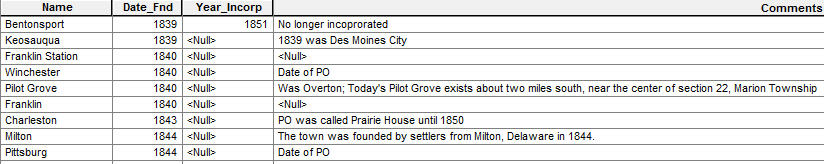 Name Date_Fnd Year_Incorp Comments
Bentonsport 1839 1851 No longer incoprorated
Keosauqua 1839 <Null> 1839 was Des Moines City
Franklin Station 1840 <Null> <Null>
Winchester 1840 <Null> Date of PO
Pilot Grove 1840 <Null> Was Overton; Today's Pilot Grove exists about two miles south, near the center of section 22, Marion Township
Franklin 1840 <Null> <Null>
Charleston 1843 <Null> PO was called Prairie House until 1850
Milton 1844 <Null> The town was founded by settlers from Milton, Delaware in 1844.
Pittsburg 1844 <Null> Date of PO